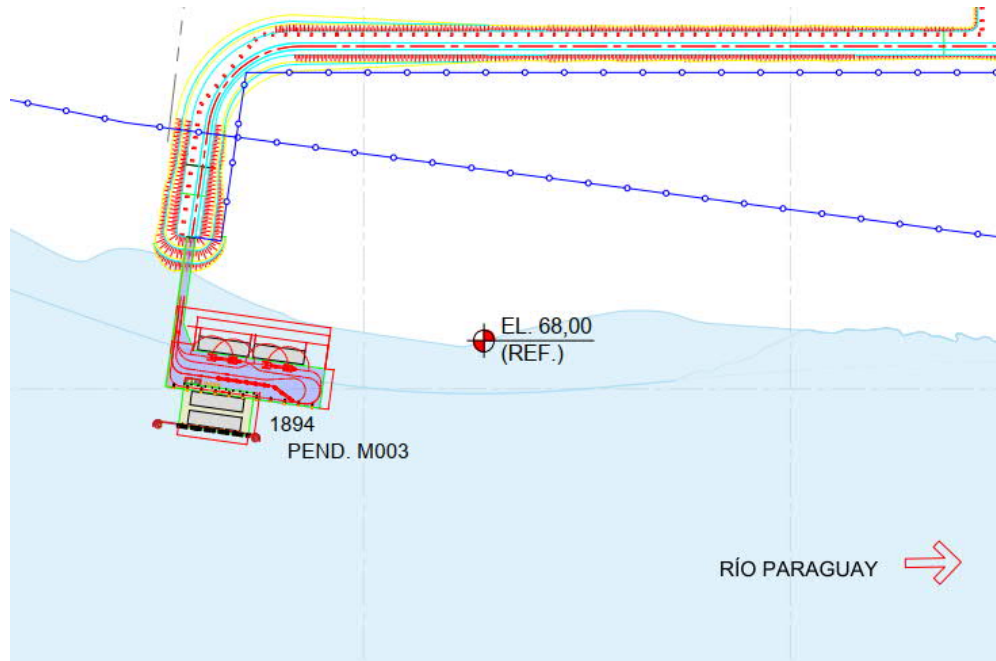 EL. 68,00
(REF.)
1894
PEND. M003
RÍO PARAGUAY